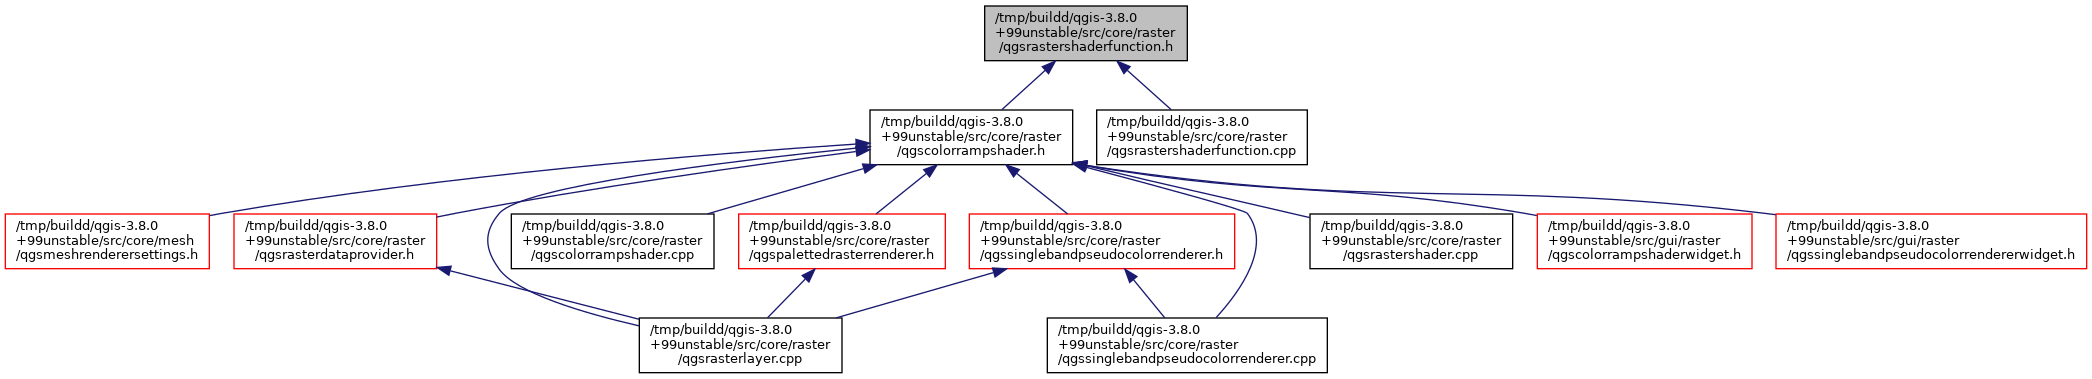 /tmp/buildd/qgis-3.8.0
+99unstable/src/core/raster
/qgsrastershaderfunction.h
/tmp/buildd/qgis-3.8.0
+99unstable/src/core/raster
/qgscolorrampshader.h
/tmp/buildd/qgis-3.8.0
+99unstable/src/core/raster
/qgsrastershaderfunction.cpp
/tmp/buildd/qgis-3.8.0
+99unstable/src/core/mesh
/qgsmeshrenderersettings.h
/tmp/buildd/qgis-3.8.0
+99unstable/src/core/raster
/qgsrasterdataprovider.h
/tmp/buildd/qgis-3.8.0
+99unstable/src/core/raster
/qgscolorrampshader.cpp
/tmp/buildd/qgis-3.8.0
+99unstable/src/core/raster
/qgspalettedrasterrenderer.h
/tmp/buildd/qgis-3.8.0
+99unstable/src/core/raster
/qgssinglebandpseudocolorrenderer.h
/tmp/buildd/qgis-3.8.0
+99unstable/src/core/raster
/qgsrastershader.cpp
/tmp/buildd/qgis-3.8.0
+99unstable/src/gui/raster
/qgscolorrampshaderwidget.h
/tmp/buildd/qgis-3.8.0
+99unstable/src/gui/raster
/qgssinglebandpseudocolorrendererwidget.h
/tmp/buildd/qgis-3.8.0
+99unstable/src/core/raster
/qgsrasterlayer.cpp
/tmp/buildd/qgis-3.8.0
+99unstable/src/core/raster
/qgssinglebandpseudocolorrenderer.cpp